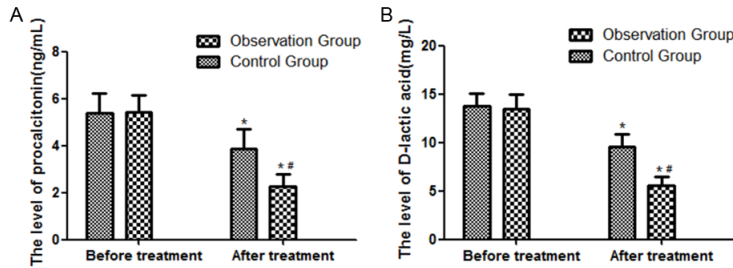 A
The level of procalcitonin(ng/mL)
8
6
4
2
0
Observation Group
Control Group
*
* #
Before treatment
After treatment
B
The level of D-lactic acid(mg/L)
20
15
10
5
0
Observation Group
Control Group
*
* #
Before treatment
After treatment